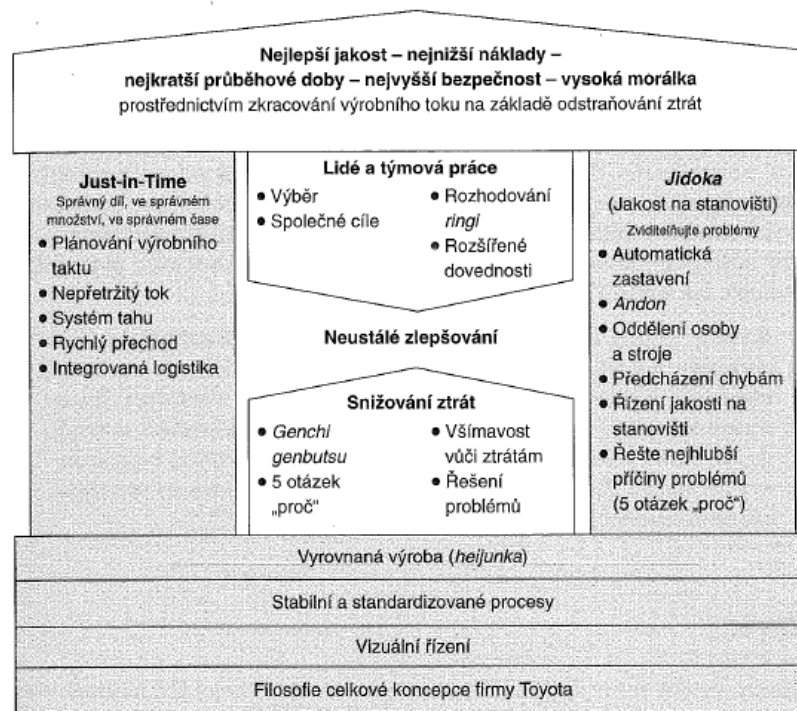 Nejlepší jakost – nejnižší náklady –
nejkratší průběhové doby – nejvyšší bezpečnost – vysoká morálka
prostřednictvím zkracování výrobního toku na základě odstraňování ztrát
Just-in-Time
Správný díl, ve správném
množství, ve správném čase
• Plánování výrobního
taktu
• Nepřetržitý tok
• Systém tahu
• Rychlý přechod
• Integrovaná logistika
Lidé a týmová práce
• Výběr
• Společné cíle
• Rozhodování
ringi
• Rozšířené
dovednosti
Neustálé zlepšování
Snižování ztrát
• Genchi
genbutsu
• 5 otázek
„proč"
• Všímavost
vůči ztrátám
• Řešení
problémů
Jidoka
(Jakost na stanovišti)
Zviditelňujte problémy
• Automatická
zastavení
• Andon
• Oddělení osoby
a stroje
• Předcházení chybám
• Řízení jakosti na
stanovišti
• Řešte nejhlubší
příčiny problémů
(5 otázek „proč")
Vyrovnaná výroba (heijunka)
Stabilní a standardizované procesy
Vizuální řízení
Filosofie celkové koncepce firmy Toyota